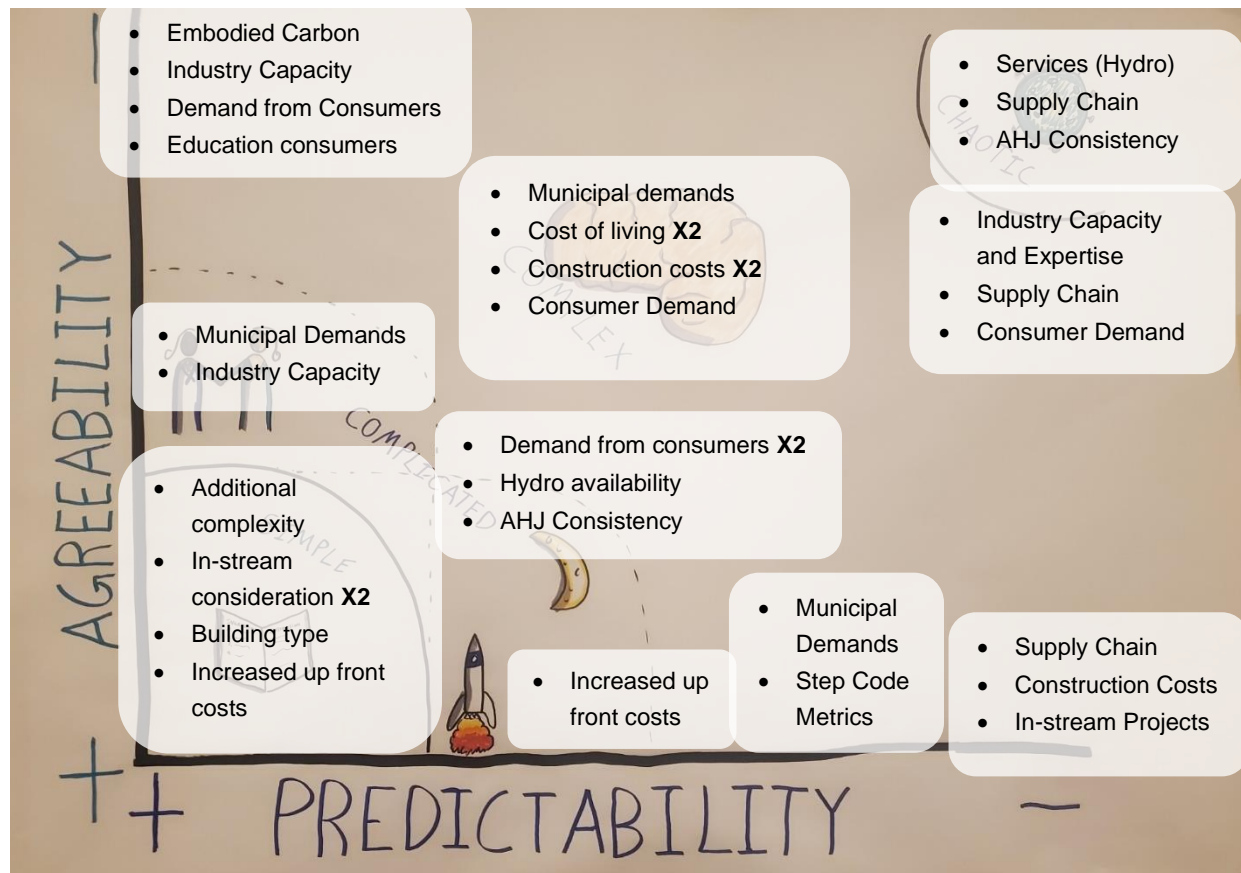 −
• Embodied Carbon
• Industry Capacity
• Demand from Consumers
• Education consumers
• Services (Hydro)
• Supply Chain
• AHJ Consistency
CHAOTIC
• Municipal demands
• Cost of living X2
• Construction costs X2
• Consumer Demand
COMPLEX
• Industry Capacity
and Expertise
• Supply Chain
• Consumer Demand
• Municipal Demands
• Industry Capacity
COMPLICATED
• Demand from consumers X2
• Hydro availability
• AHJ Consistency
AGREEABILITY
• Additional
complexity
• In-stream
consideration X2
• Building type
• Increased up front
costs
SIMPLE
• Increased up
front costs
• Municipal
Demands
• Step Code
Metrics
• Supply Chain
• Construction Costs
• In-stream Projects
+
+ PREDICTABILITY −